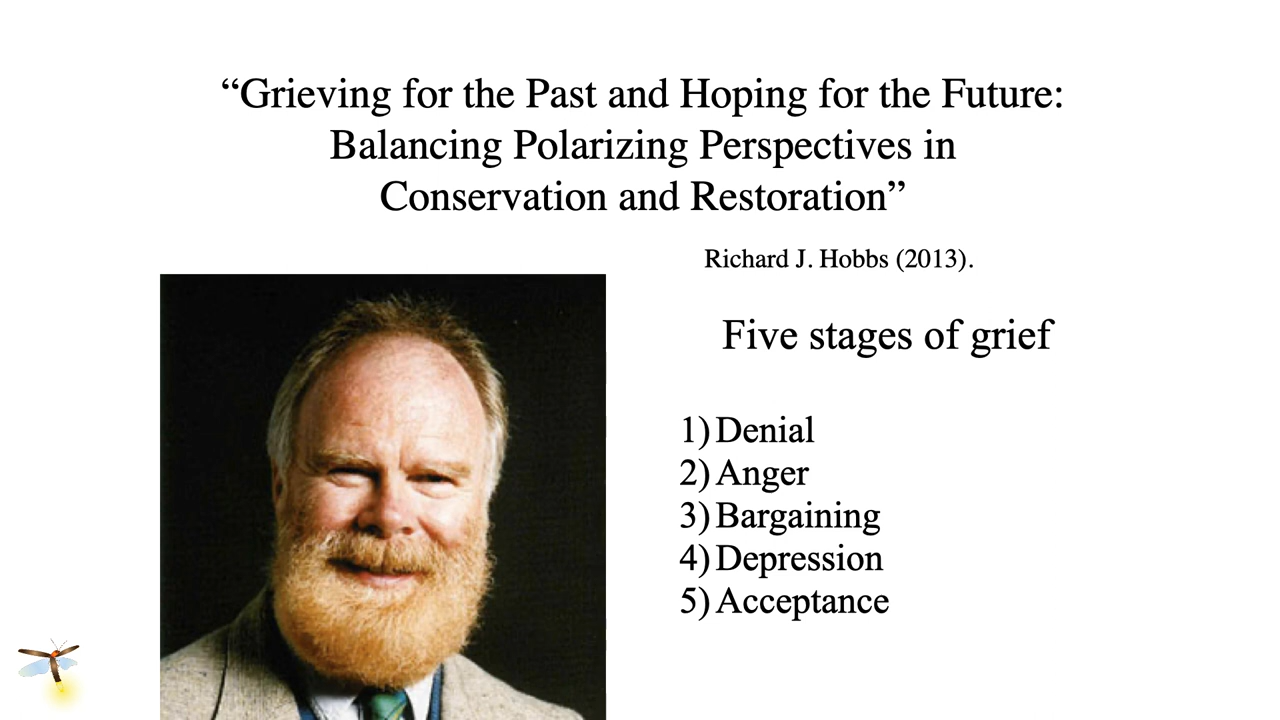 “Grieving for the Past and Hoping for the Future:
Balancing Polarizing Perspectives in
Conservation and Restoration”
Richard J. Hobbs (2013).
Five stages of grief
1) Denial
2) Anger
3) Bargaining
4) Depression
5) Acceptance